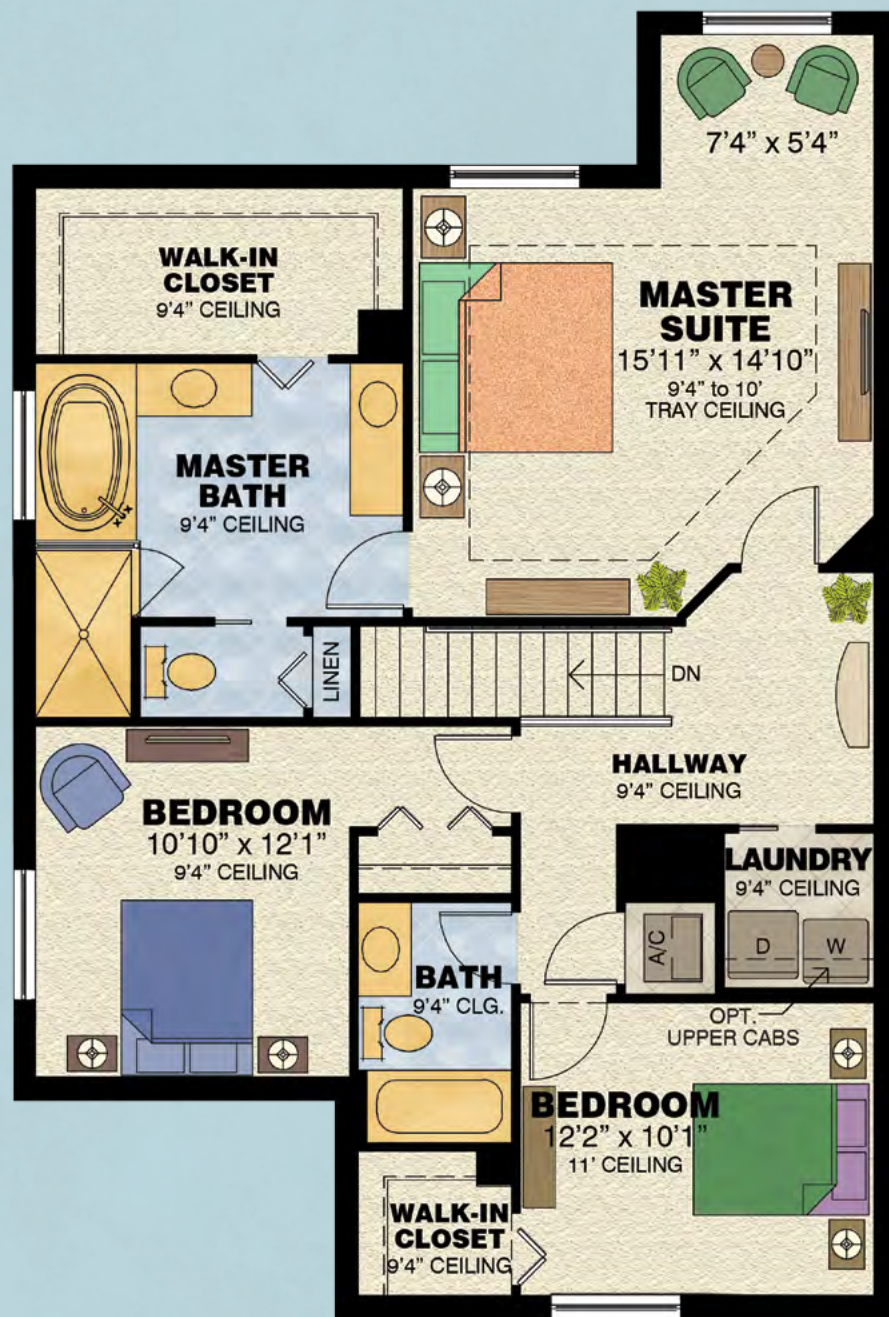 7'4" x 5'4"
WALK-IN
CLOSET
9'4" CEILING
MASTER
SUITE
15'11" x 14'10"
9'4" to 10'
TRAY CEILING
MASTER
BATH
9'4" CEILING
LINEN
DN
HALLWAY
9'4" CEILING
BEDROOM
10'10" x 12'1"
9'4" CEILING
LAUNDRY
9'4" CEILING
D
W
A/C
BATH
9'4" CLG.
OPT.
UPPER CABS
BEDROOM
12'2" x 10'1"
11' CEILING
WALK-IN
CLOSET
9'4" CEILING